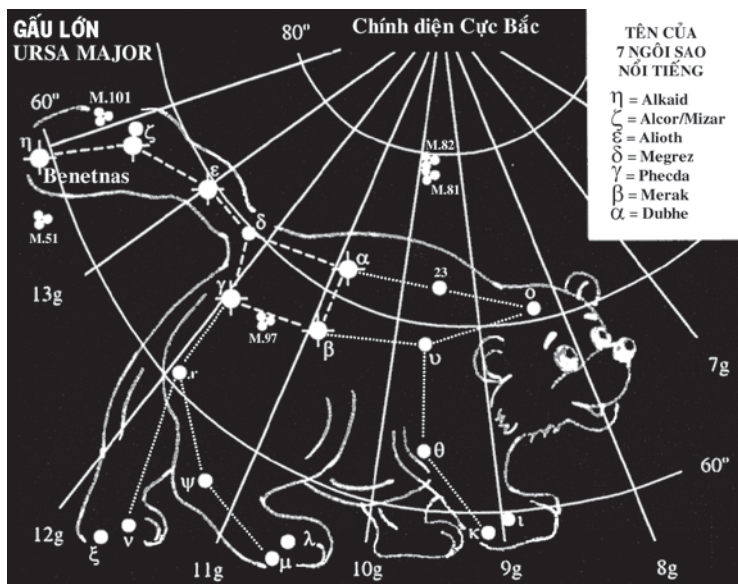 GẤU LỚN
URSA MAJOR
80°
Chính diện Cực Bắc
TÊN CỦA
7 NGÔI SAO
NỔI TIẾNG
η = Alkaid
ζ = Alcor/Mizar
ε = Alioth
δ = Megrez
γ = Phecda
β = Merak
α = Dubhe
60°
M.101
η
ζ
Benetnas
ε
M.82
M.81
M.51
δ
α
23
ο
13g
γ
M.97
β
υ
7g
θ
60°
ψ
12g
ξ
ν
λ
μ
κ
ι
11g
10g
9g
8g